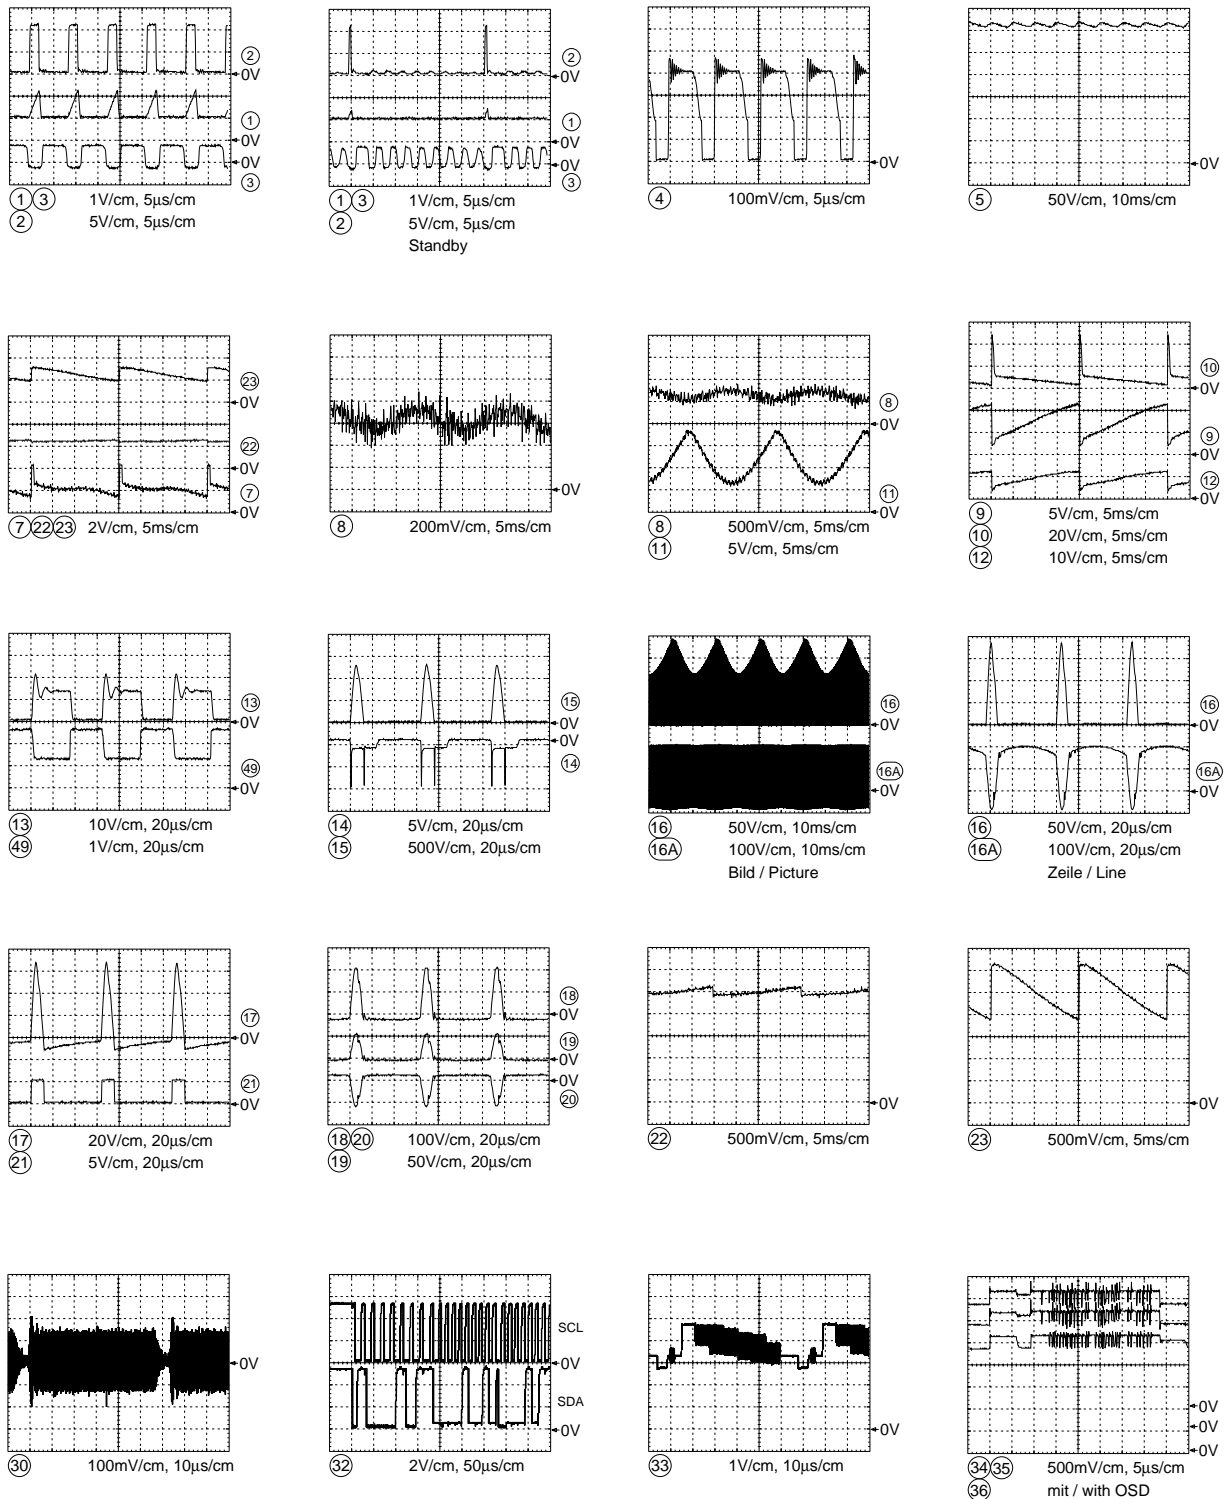 2
0V
1
0V
0V
3
1 3 1V/cm, 5µs/cm
2 5V/cm, 5µs/cm
2
0V
1
0V
0V
3
1 3 1V/cm, 5µs/cm
2 5V/cm, 5µs/cm
Standby
0V
4 100mV/cm, 5µs/cm
0V
5 50V/cm, 10ms/cm
23
0V
22
0V
7
0V
7 22 23 2V/cm, 5ms/cm
0V
8 200mV/cm, 5ms/cm
8
0V
11
0V
8 500mV/cm, 5ms/cm
11 5V/cm, 5ms/cm
10
0V
9
0V
12
0V
9 5V/cm, 5ms/cm
10 20V/cm, 5ms/cm
12 10V/cm, 5ms/cm
13
0V
49
0V
13 10V/cm, 20µs/cm
49 1V/cm, 20µs/cm
15
0V
0V
14
14 5V/cm, 20µs/cm
15 500V/cm, 20µs/cm
16
0V
16A
0V
16 50V/cm, 10ms/cm
16A 100V/cm, 10ms/cm
Bild / Picture
16
0V
16A
0V
16 50V/cm, 20µs/cm
16A 100V/cm, 20µs/cm
Zeile / Line
17
0V
21
0V
17 20V/cm, 20µs/cm
21 5V/cm, 20µs/cm
18
0V
19
0V
0V
20
18 20 100V/cm, 20µs/cm
19 50V/cm, 20µs/cm
0V
22 500mV/cm, 5ms/cm
0V
23 500mV/cm, 5ms/cm
0V
30 100mV/cm, 10µs/cm
SCL
0V
SDA
0V
32 2V/cm, 50µs/cm
0V
33 1V/cm, 10µs/cm
0V
0V
0V
34 35 500mV/cm, 5µs/cm
36 mit / with OSD